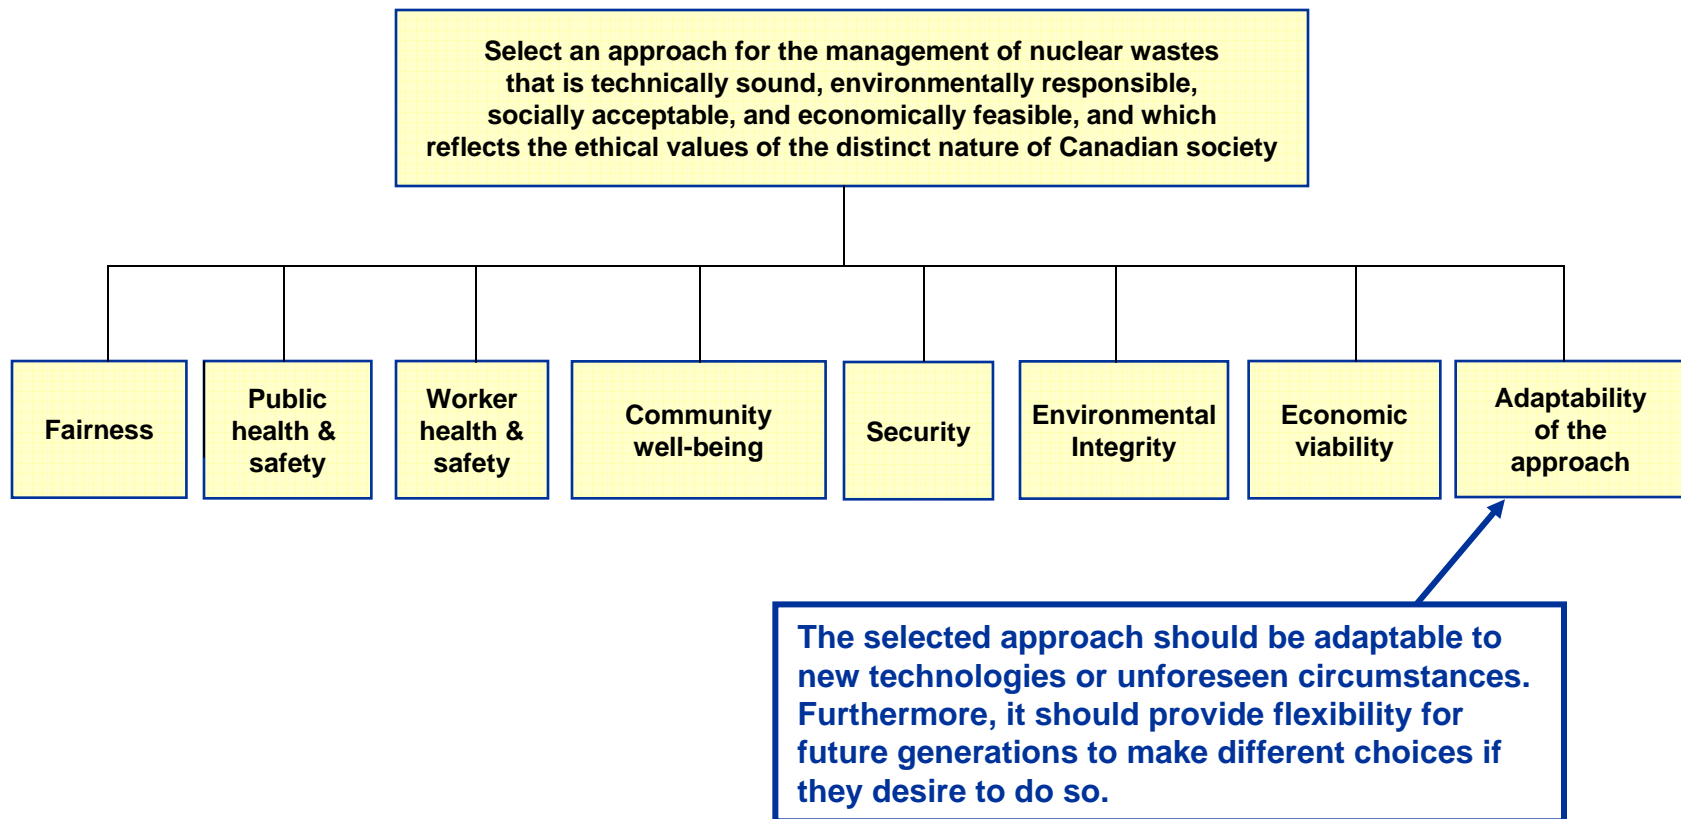 Select an approach for the management of nuclear wastes
that is technically sound, environmentally responsible,
socially acceptable, and economically feasible, and which
reflects the ethical values of the distinct nature of Canadian society
Fairness
Public
health &
safety
Worker
health &
safety
Community
well-being
Security
Environmental
Integrity
Economic
viability
Adaptability
of the
approach
The selected approach should be adaptable to
new technologies or unforeseen circumstances.
Furthermore, it should provide flexibility for
future generations to make different choices if
they desire to do so.